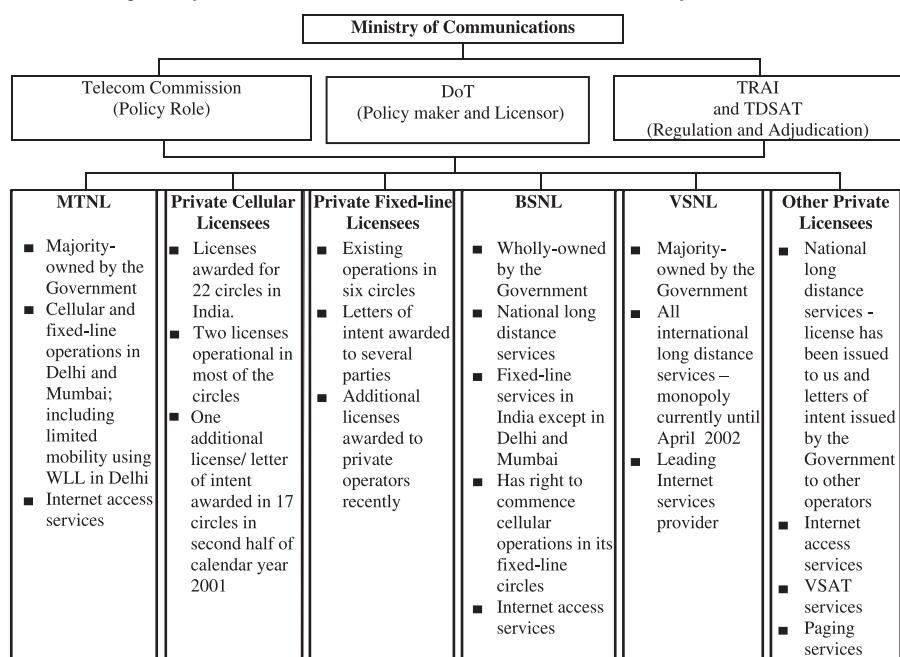 Ministry of Communications
Telecom Commission
(Policy Role)
DoT
(Policy maker and Licensor)
TRAI
and TDSAT
(Regulation and Adjudication)
MTNL
■ Majority-
owned by the
Government
■ Cellular and
fixed-line
operations in
Delhi and
Mumbai;
including
limited
mobility using
WLL in Delhi
■ Internet access
services
Private Cellular
Licensees
■ Licenses
awarded for
22 circles in
India.
■ Two licenses
operational in
most of the
circles
■ One
additional
license/ letter
of intent
awarded in 17
circles in
second half of
calendar year
2001
Private Fixed-line
Licensees
■ Existing
operations in
six circles
■ Letters of
intent awarded
to several
parties
■ Additional
licenses
awarded to
private
operators
recently
BSNL
■ Wholly-owned
by the
Government
■ National long
distance
services
■ Fixed-line
services in
India except in
Delhi and
Mumbai
■ Has right to
commence
cellular
operations in its
fixed-line
circles
■ Internet access
services
VSNL
■ Majority-
owned by the
Government
■ All
international
long distance
services –
monopoly
currently until
April 2002
■ Leading
Internet
services
provider
Other Private
Licensees
■ National
long
distance
services -
license has
been issued
to us and
letters of
intent issued
by the
Government
to other
operators
■ Internet
access
services
■ VSAT
services
■ Paging
services